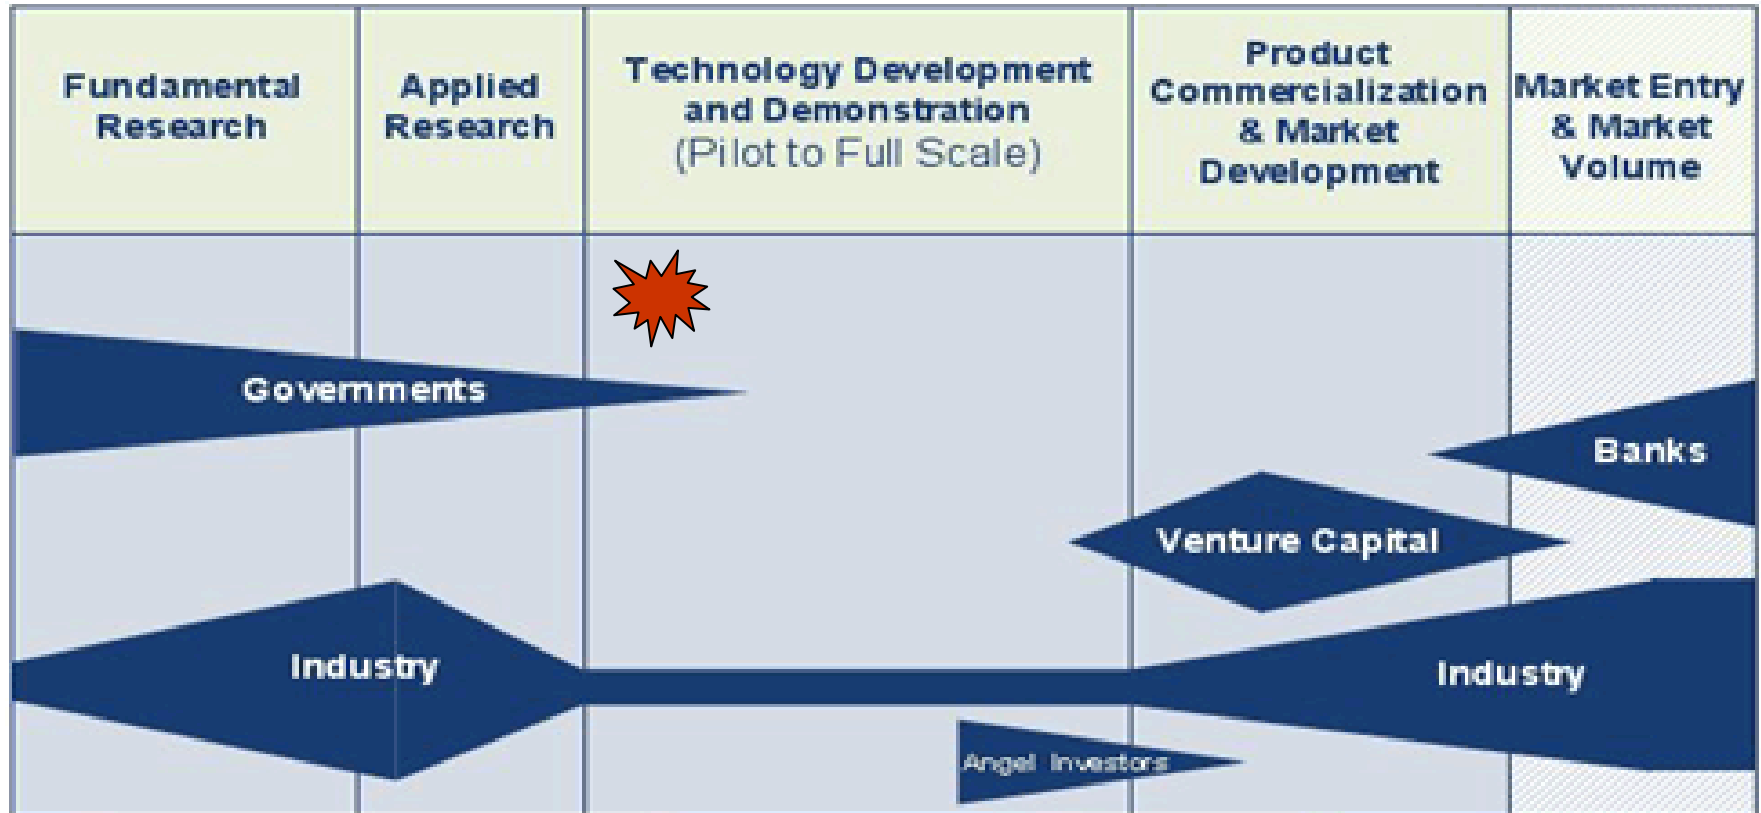 Fundamental
Research
Applied
Research
Technology Development
and Demonstration
(Pilot to Full Scale)
Product
Commercialization
& Market
Development
Market Entry
& Market
Volume
Governments
Banks
Venture Capital
Industry
Industry
Angel Investors